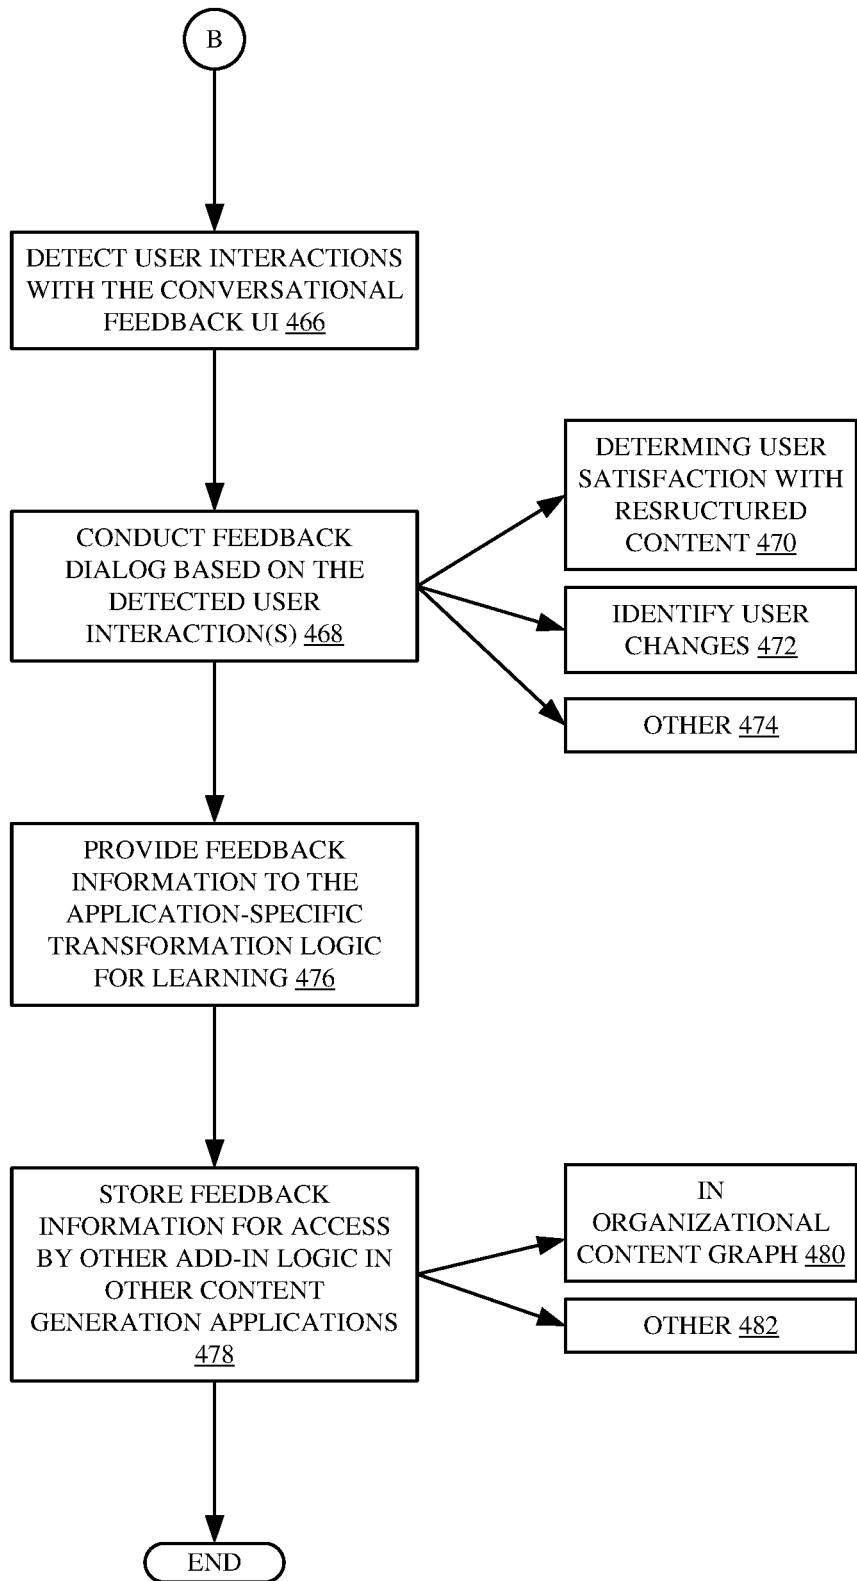 B
DETECT USER INTERACTIONS
WITH THE CONVERSATIONAL
FEEDBACK UI 466
CONDUCT FEEDBACK
DIALOG BASED ON THE
DETECTED USER
INTERACTION(S) 468
DETERMING USER
SATISFACTION WITH
RESRUCTURED
CONTENT 470
IDENTIFY USER
CHANGES 472
OTHER 474
PROVIDE FEEDBACK
INFORMATION TO THE
APPLICATION-SPECIFIC
TRANSFORMATION LOGIC
FOR LEARNING 476
STORE FEEDBACK
INFORMATION FOR ACCESS
BY OTHER ADD-IN LOGIC IN
OTHER CONTENT
GENERATION APPLICATIONS
478
IN
ORGANIZATIONAL
CONTENT GRAPH 480
OTHER 482
END